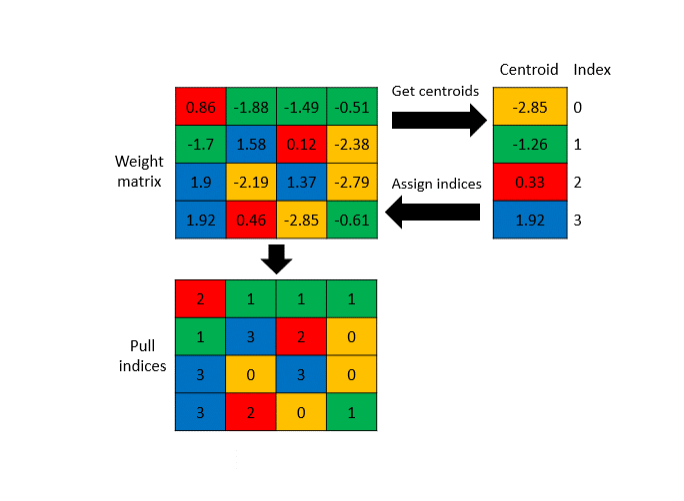 Centroid Index
Get centroids
0.86 -1.88 -1.49 -0.51
-2.85 0
-1.7 1.58 0.12 -2.38
-1.26 1
Weight
matrix
1.9 -2.19 1.37 -2.79
Assign indices
0.33 2
1.92 0.46 -2.85 -0.61
1.92 3
2 1 1 1
Pull
indices
1 3 2 0
3 0 3 0
3 2 0 1